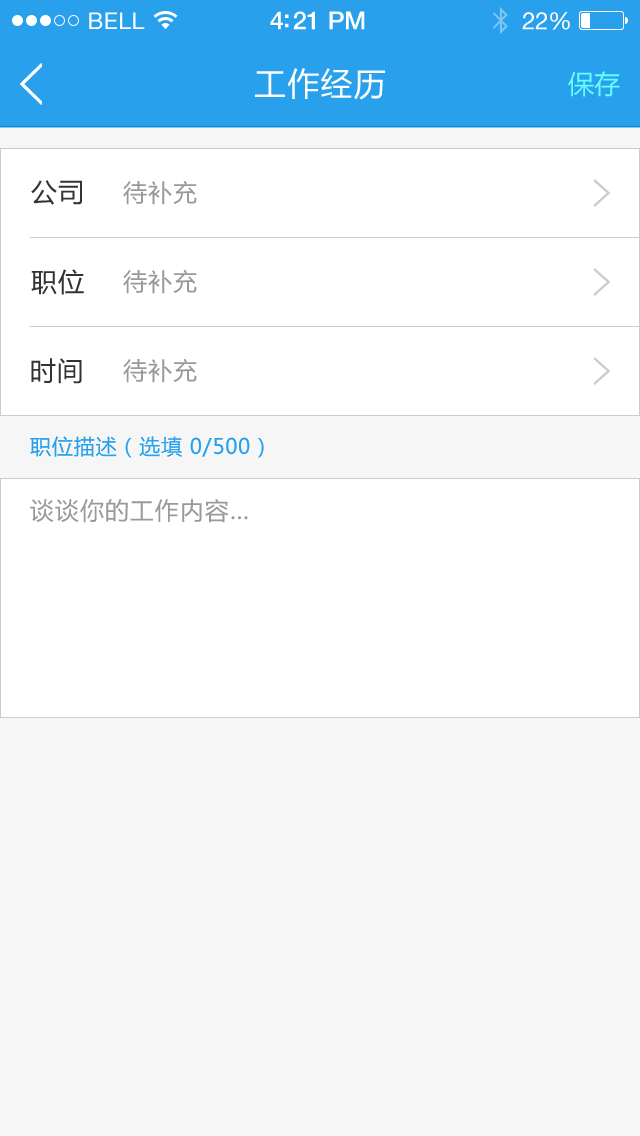 BELL 4:21 PM 22%
工作经历 保存
公司 待补充
职位 待补充
时间 待补充
职位描述（选填 0/500）
谈谈你的工作内容...